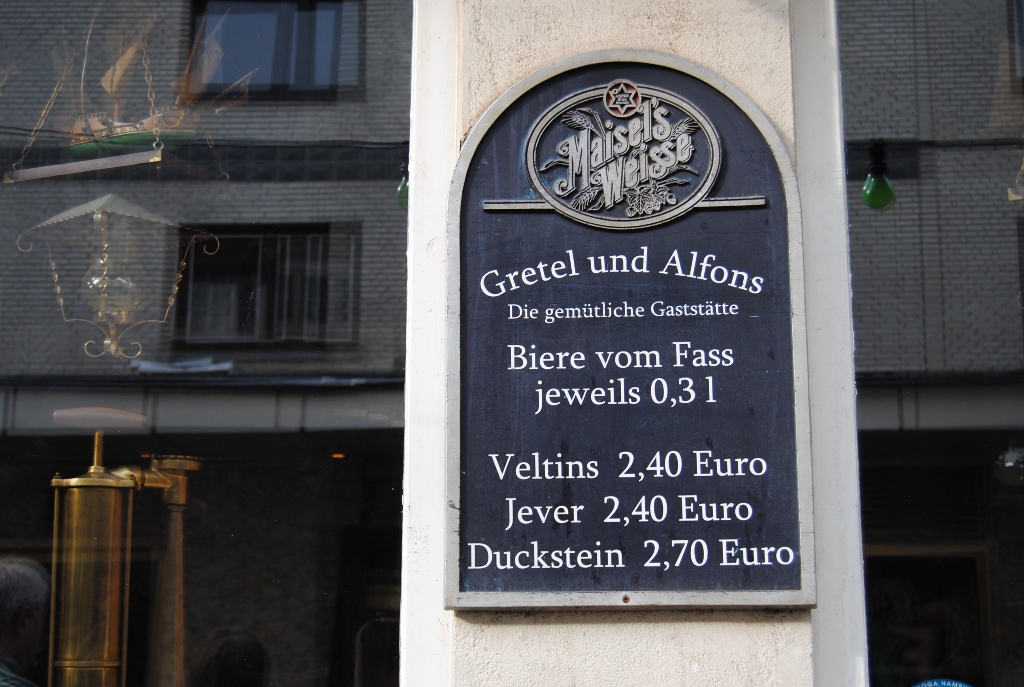 Maisel's
Weisse
Gretel und Alfons
Die gemütliche Gaststätte
Biere vom Fass
jeweils 0,3 l
Veltins 2,40 Euro
Jever 2,40 Euro
Duckstein 2,70 Euro